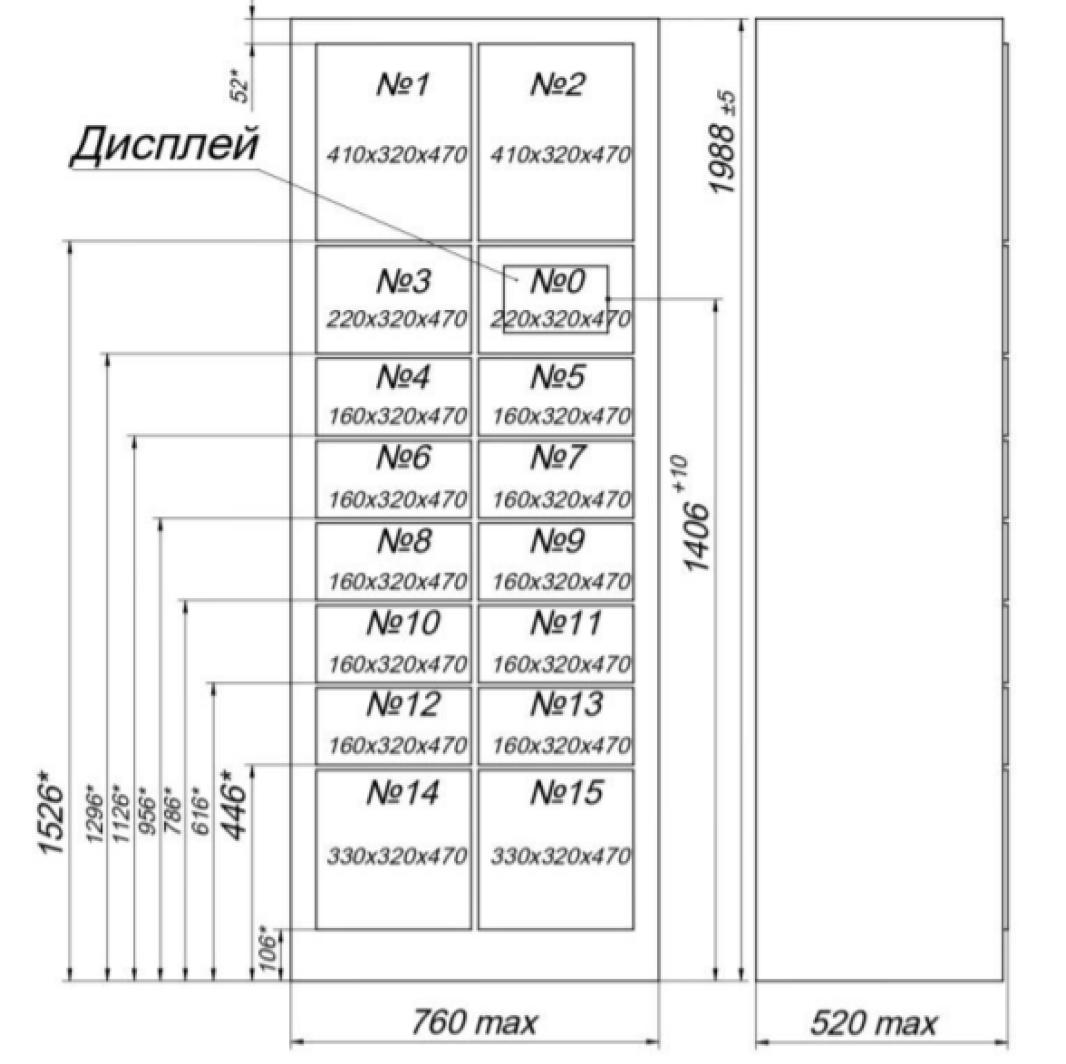 52*
Дисплей
№1
№2
410x320x470
410x320x470
1988 ±5
№3
№0
220x320x470
220x320x470
№4
№5
160x320x470
160x320x470
№6
№7
160x320x470
160x320x470
1406 +10
№8
№9
160x320x470
160x320x470
№10
№11
160x320x470
160x320x470
№12
№13
160x320x470
160x320x470
1526*
1296*
1126*
956*
786*
616*
446*
№14
№15
330x320x470
330x320x470
106*
760 max
520 max